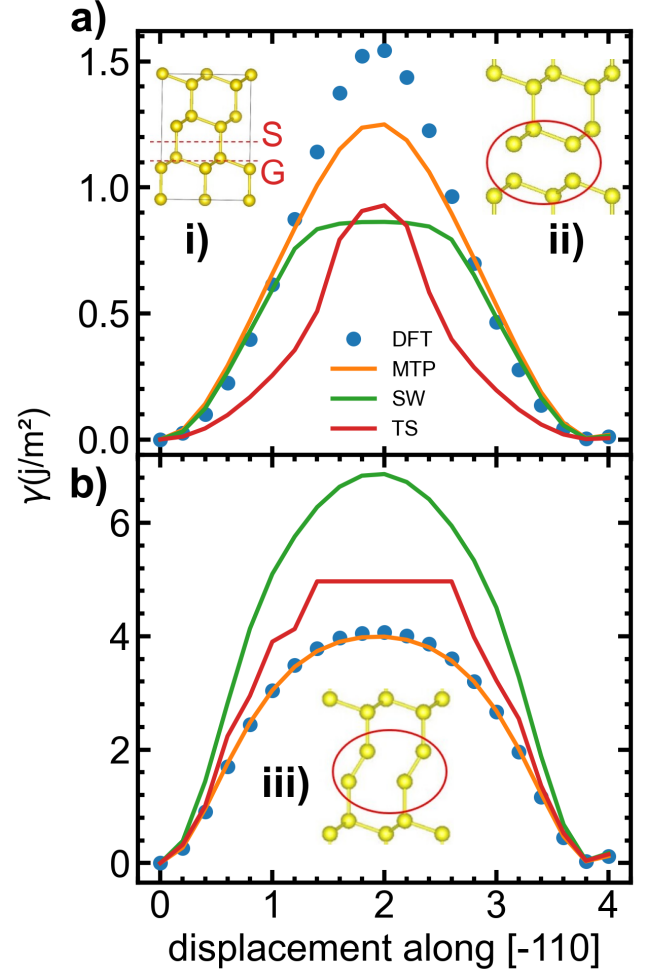 a)
1.5
1.0
0.5
0.0
S
G
i)
ii)
DFT
MTP
SW
TS
γ(j/m²)
b)
6
4
2
0
iii)
0 1 2 3 4
displacement along [-110]